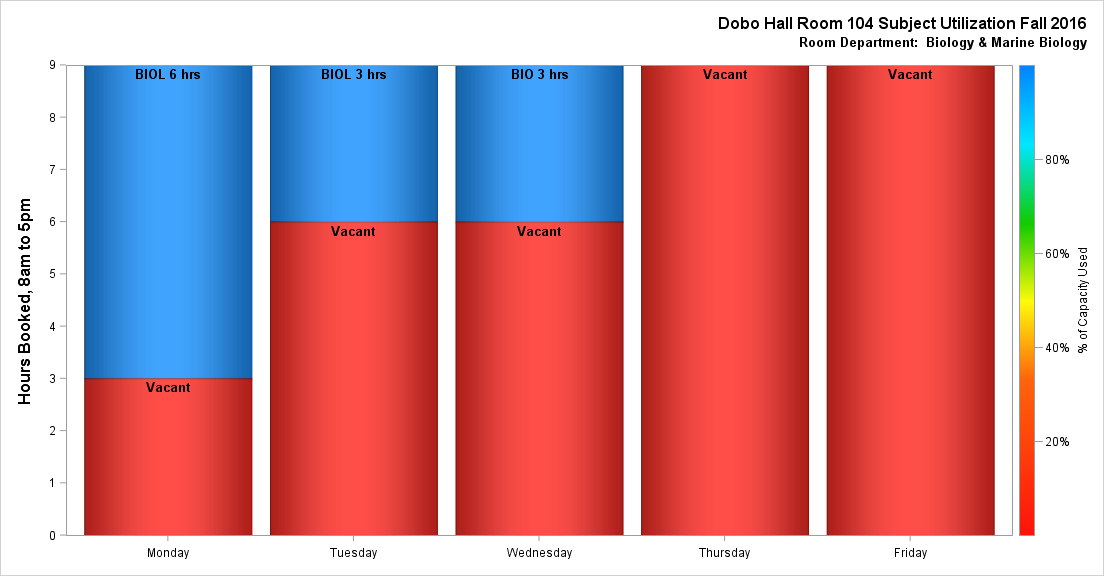 Dobo Hall Room 104 Subject Utilization Fall 2016
Room Department:  Biology & Marine Biology
Hours Booked, 8am to 5pm
9
8
7
6
5
4
3
2
1
0
BIOL 6 hrs
Vacant
BIOL 3 hrs
Vacant
BIO 3 hrs
Vacant
Vacant
Vacant
Monday
Tuesday
Wednesday
Thursday
Friday
80%
60%
40%
20%
% of Capacity Used